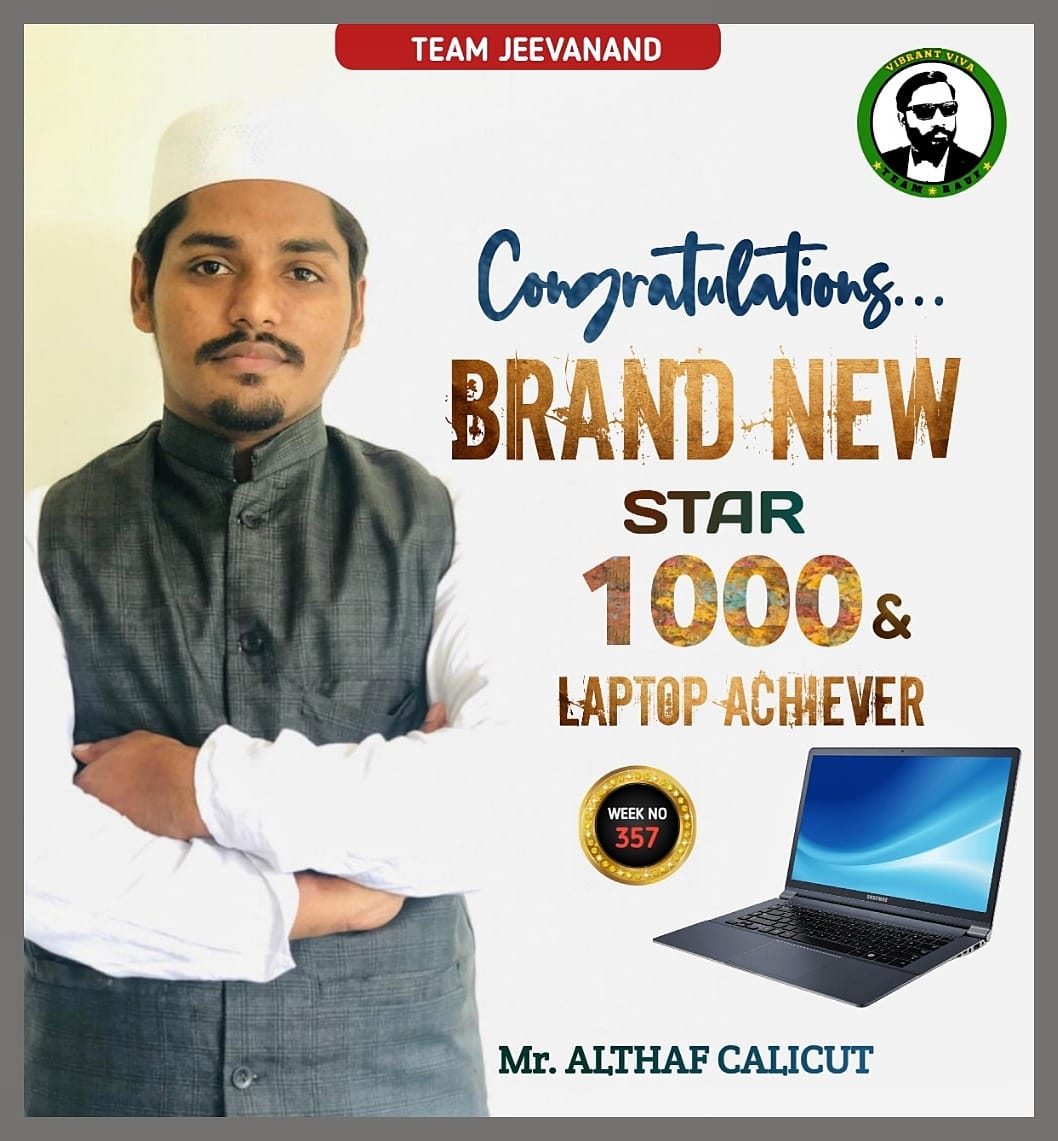 TEAM JEEVANAND
VIBRANT VIVA
TEAM RAUF
Congratulations...
BRAND NEW
STAR
1000 &
LAPTOP ACHIEVER
WEEK NO
357
SAMSUNG
Mr. ALTHAF CALICUT